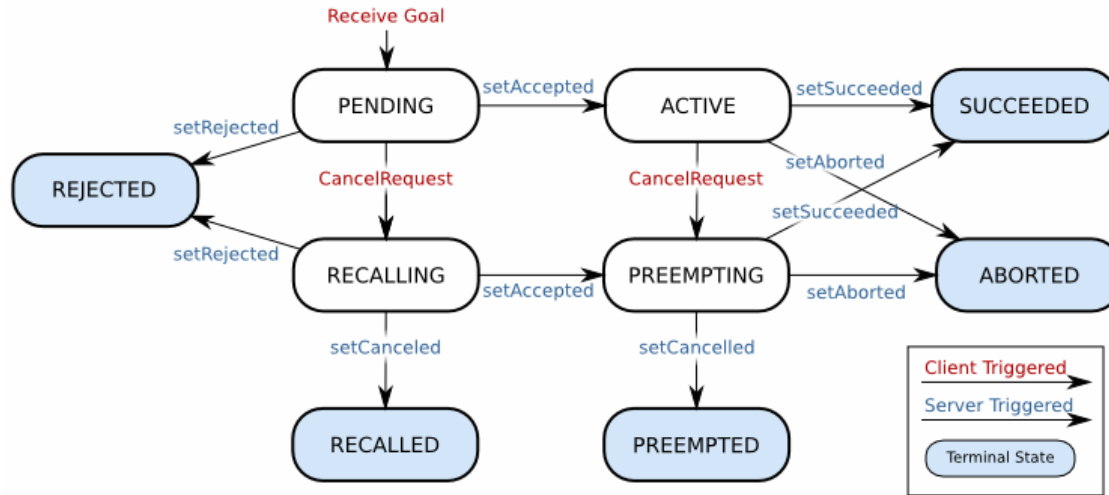 Receive Goal
PENDING
setAccepted
ACTIVE
setSucceeded
SUCCEEDED
setRejected
setAborted
REJECTED
CancelRequest
CancelRequest
setSucceeded
setRejected
RECALLING
setAccepted
PREEMPTING
setAborted
ABORTED
setCanceled
setCancelled
RECALLED
PREEMPTED
Client Triggered
Server Triggered
Terminal State